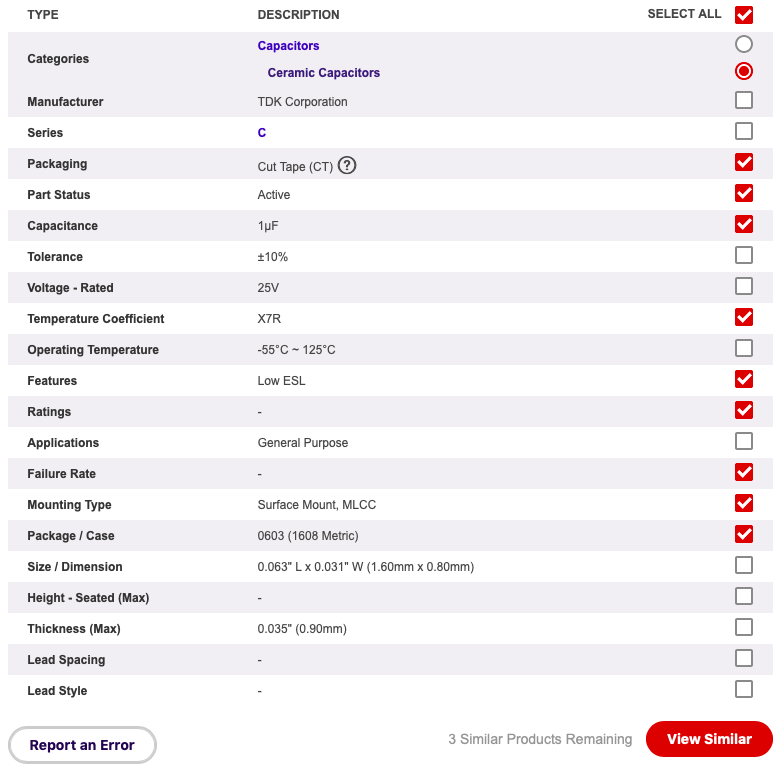 TYPE DESCRIPTION SELECT ALL
Categories Capacitors
Ceramic Capacitors
Manufacturer TDK Corporation
Series C
Packaging Cut Tape (CT) ?
Part Status Active
Capacitance 1µF
Tolerance ±10%
Voltage - Rated 25V
Temperature Coefficient X7R
Operating Temperature -55°C ~ 125°C
Features Low ESL
Ratings -
Applications General Purpose
Failure Rate -
Mounting Type Surface Mount, MLCC
Package / Case 0603 (1608 Metric)
Size / Dimension 0.063" L x 0.031" W (1.60mm x 0.80mm)
Height - Seated (Max) -
Thickness (Max) 0.035" (0.90mm)
Lead Spacing -
Lead Style -
Report an Error 3 Similar Products Remaining View Similar